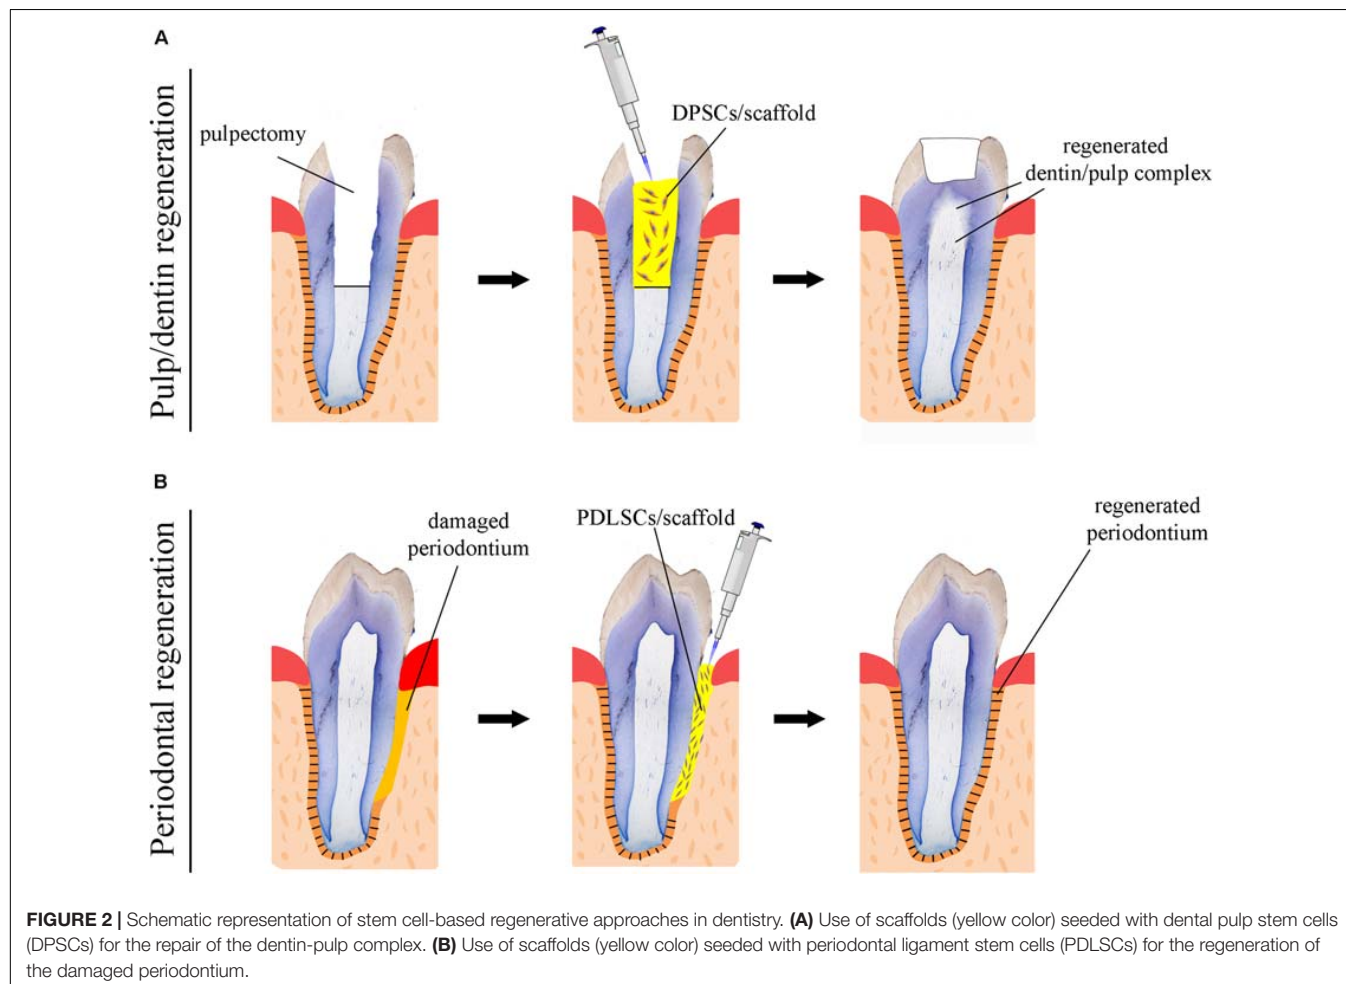 A
Pulp/dentin regeneration
pulpectomy
DPSCs/scaffold
regenerated
dentin/pulp complex
B
Periodontal regeneration
damaged
periodontium
PDLSCs/scaffold
regenerated
periodontium
FIGURE 2 | Schematic representation of stem cell-based regenerative approaches in dentistry. (A) Use of scaffolds (yellow color) seeded with dental pulp stem cells
(DPSCs) for the repair of the dentin-pulp complex. (B) Use of scaffolds (yellow color) seeded with periodontal ligament stem cells (PDLSCs) for the regeneration of
the damaged periodontium.